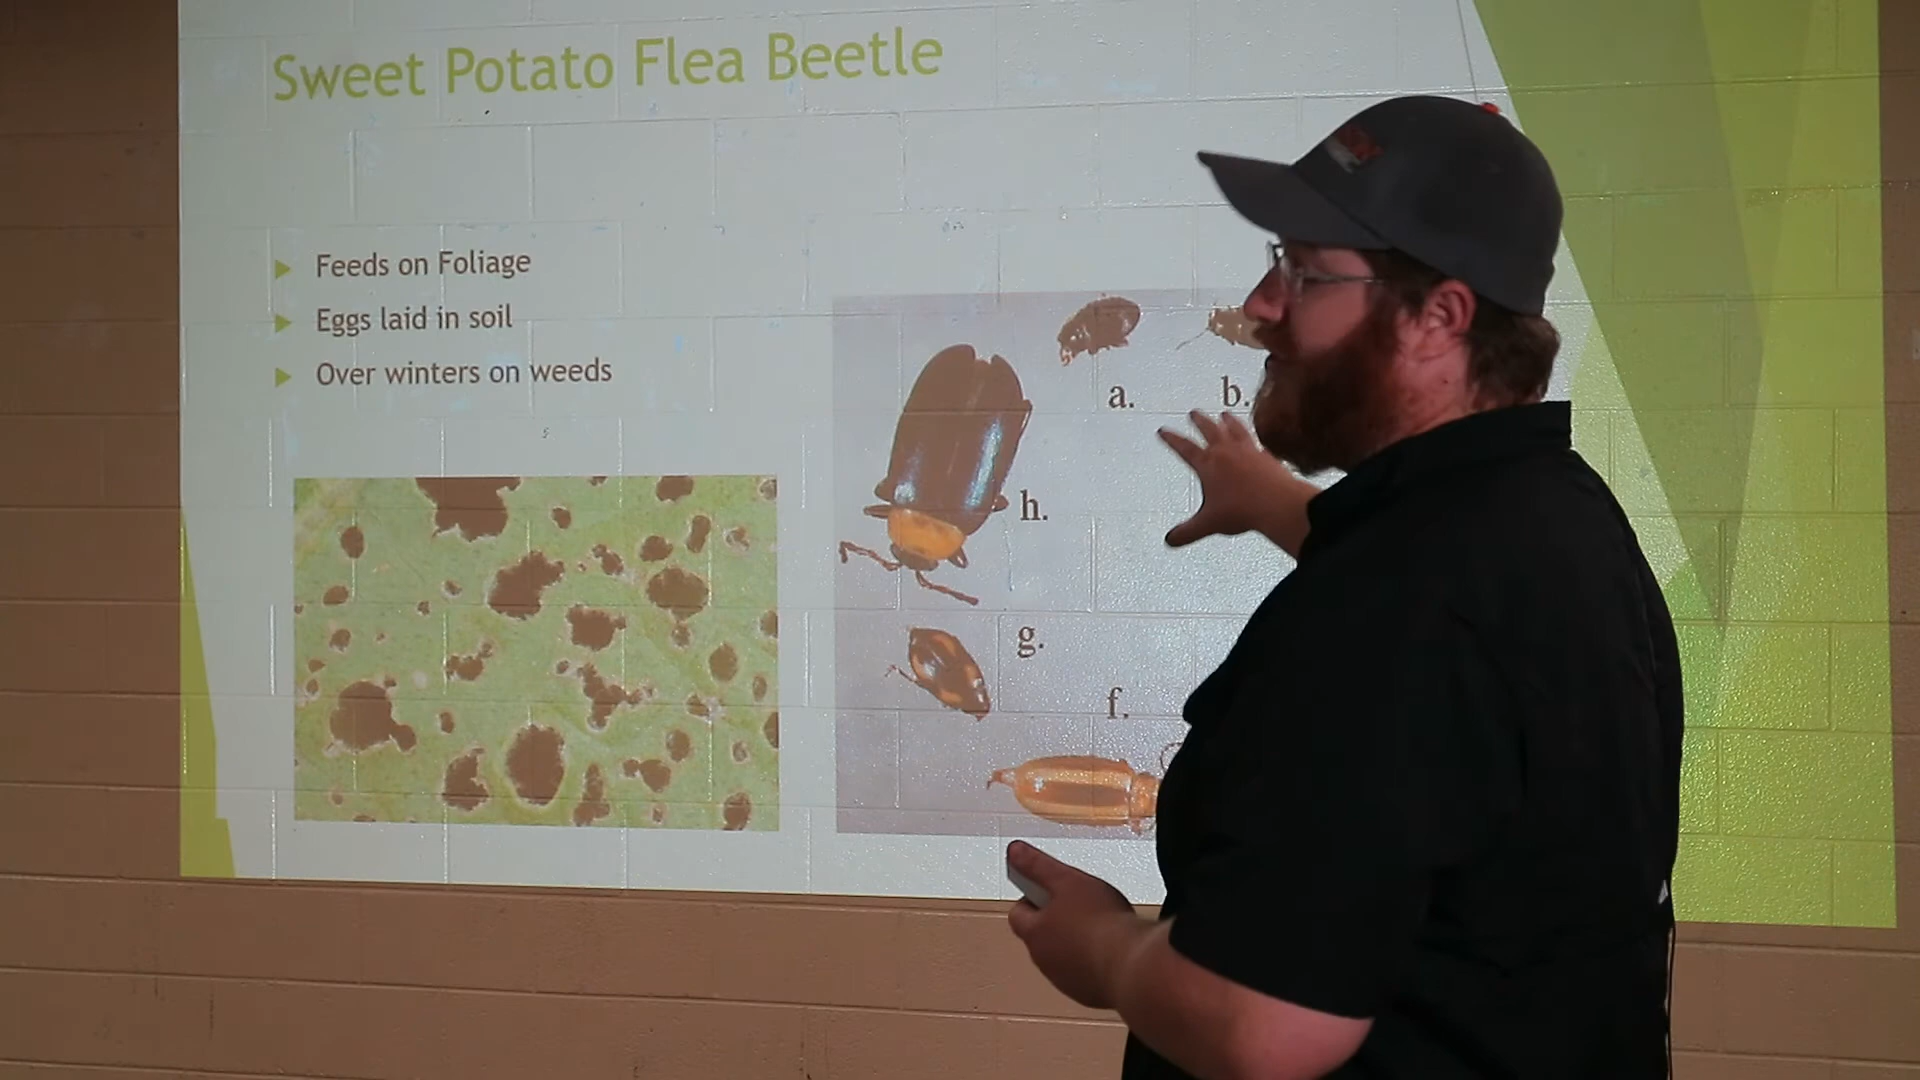 Sweet Potato Flea Beetle
Feeds on Foliage
Eggs laid in soil
Over winters on weeds
a.
b.
h.
g.
f.